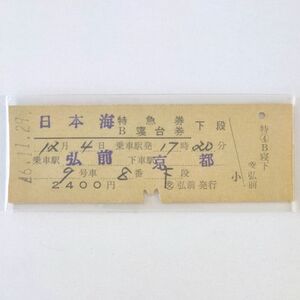 46.11.29
日本海 特急券 B寝台券 下段
12月4日 乗車駅発 17時20分
乗車駅 弘前 下車駅 京都
9号車 8番 下段
2400円 弘前発行
小
特(4)B寝下
弘前